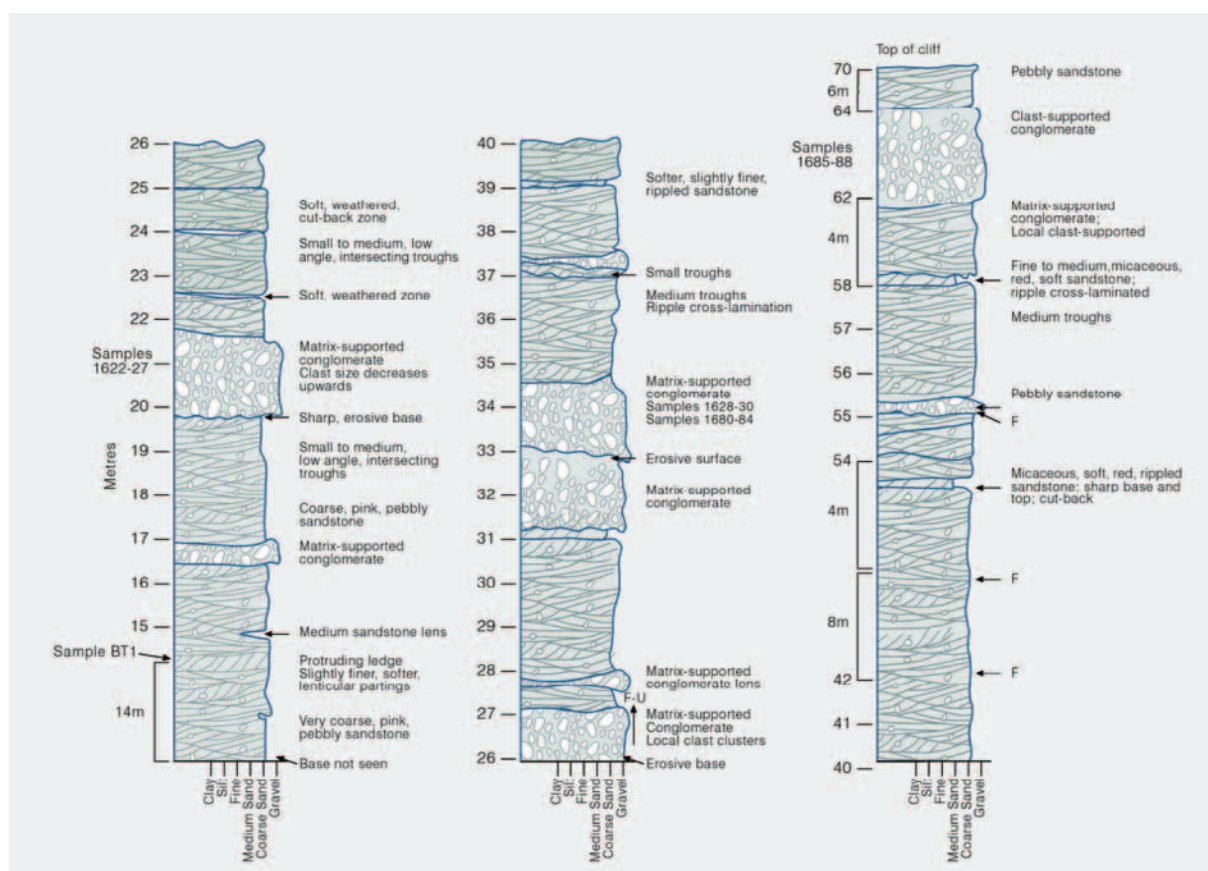 26
25
24
23
22
Samples
1622-27
20
19
Metres
18
17
16
15
Sample BT1
14m
Soft, weathered,
cut-back zone
Small to medium, low
angle, intersecting troughs
Soft, weathered zone
Matrix-supported
conglomerate
Clast size decreases
upwards
Sharp, erosive base
Small to medium,
low angle, intersecting
troughs
Coarse, pink, pebbly
sandstone
Matrix-supported
conglomerate
Medium sandstone lens
Protruding ledge
Slightly finer, softer,
lenticular partings
Very coarse, pink,
pebbly sandstone
Base not seen
Clay
Silt
Fine
Medium Sand
Coarse Sand
Gravel
40
39
38
37
36
35
34
33
32
31
30
29
28
27
26
Softer, slightly finer,
rippled sandstone
Small troughs
Medium troughs
Ripple cross-lamination
Matrix-supported
conglomerate
Samples 1628-30
Samples 1680-84
Erosive surface
Matrix-supported
conglomerate
Matrix-supported
conglomerate lens
F-U
Matrix-supported
Conglomerate
Local clast clusters
Erosive base
Clay
Silt
Fine
Medium Sand
Coarse Sand
Gravel
Top of cliff
70
6m
64
Samples
1685-88
62
4m
58
57
56
55
54
4m
8m
42
41
40
Pebbly sandstone
Clast-supported
conglomerate
Matrix-supported
conglomerate;
Local clast-supported
Fine to medium,micaceous,
red, soft sandstone;
ripple cross-laminated
Medium troughs
Pebbly sandstone
F
Micaceous, soft, red, rippled
sandstone; sharp base and
top; cut-back
F
F
Clay
Silt
Fine
Medium Sand
Coarse Sand
Gravel